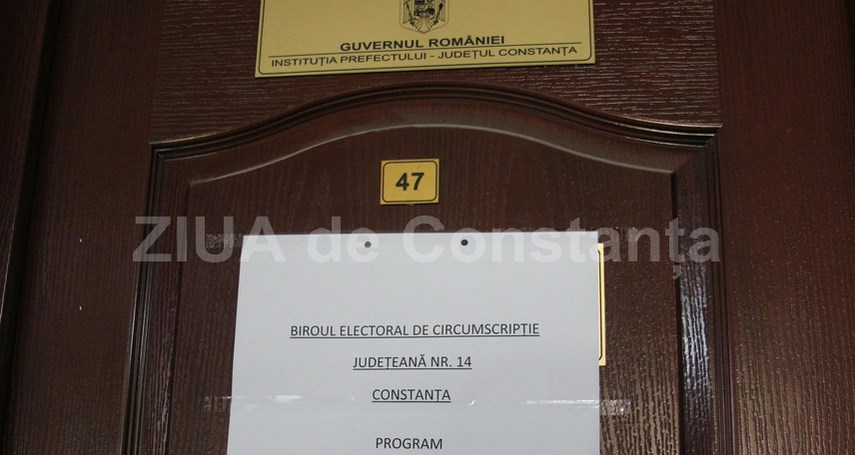 GUVERNUL ROMÂNIEI
INSTITUȚIA PREFECTULUI - JUDEȚUL CONSTANȚA
47
ZIUA de Constanța
BIROUL ELECTORAL DE CIRCUMSCRIPȚIE
JUDEȚEANĂ NR. 14
CONSTANȚA
PROGRAM